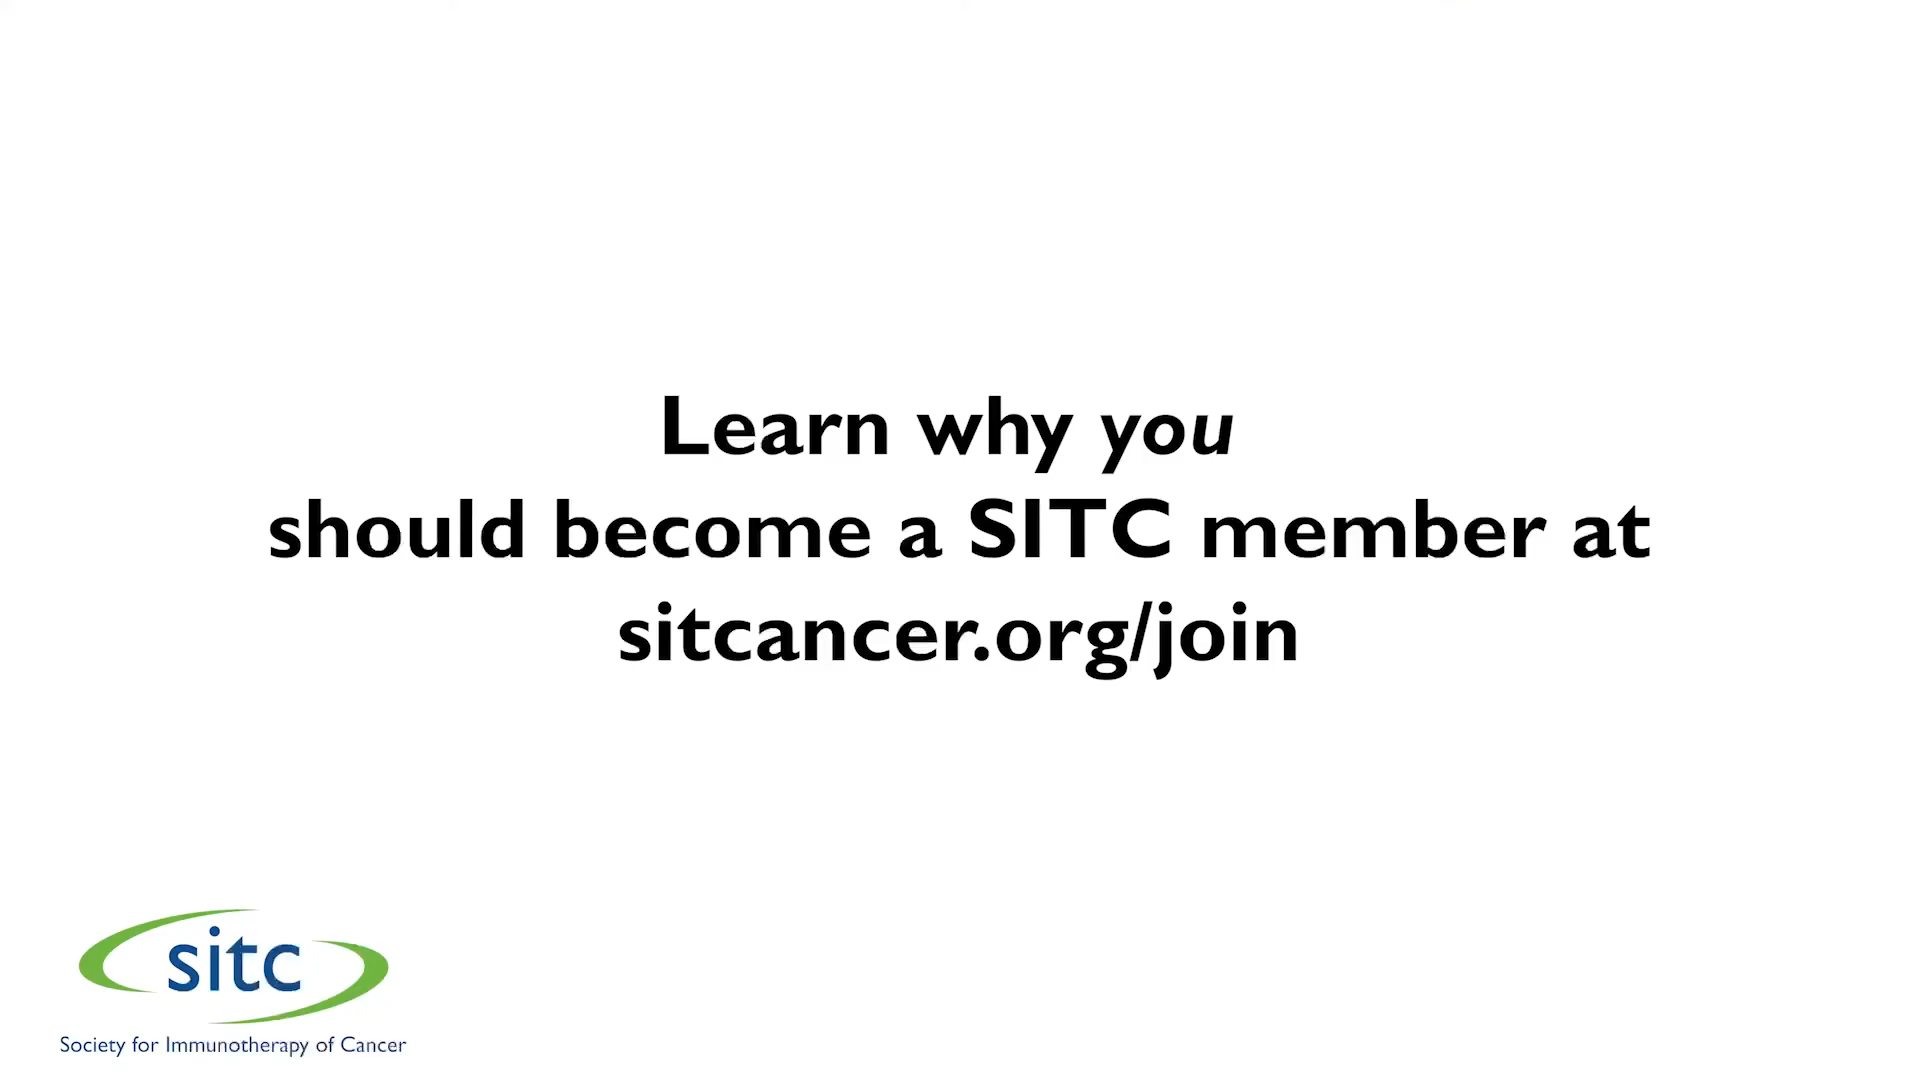 Learn why you
should become a SITC member at
sitcancer.org/join
sitc
Society for Immunotherapy of Cancer